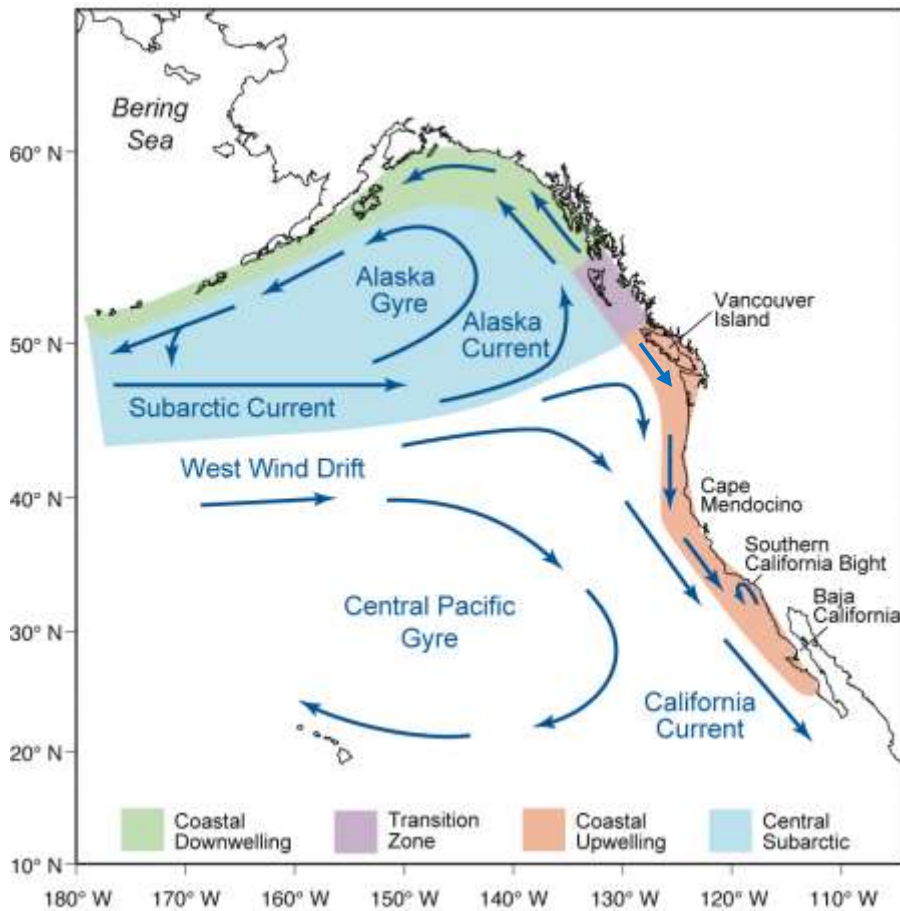 Bering
Sea
60° N
Alaska
Gyre
Alaska
Current
Vancouver
Island
50° N
Subarctic Current
West Wind Drift
40° N
Cape
Mendocino
Southern
California Bight
Baja
California
Central Pacific
Gyre
30° N
California
Current
20° N
Coastal
Downwelling
Transition
Zone
Coastal
Upwelling
Central
Subarctic
10° N
180° W 170° W 160° W 150° W 140° W 130° W 120° W 110° W